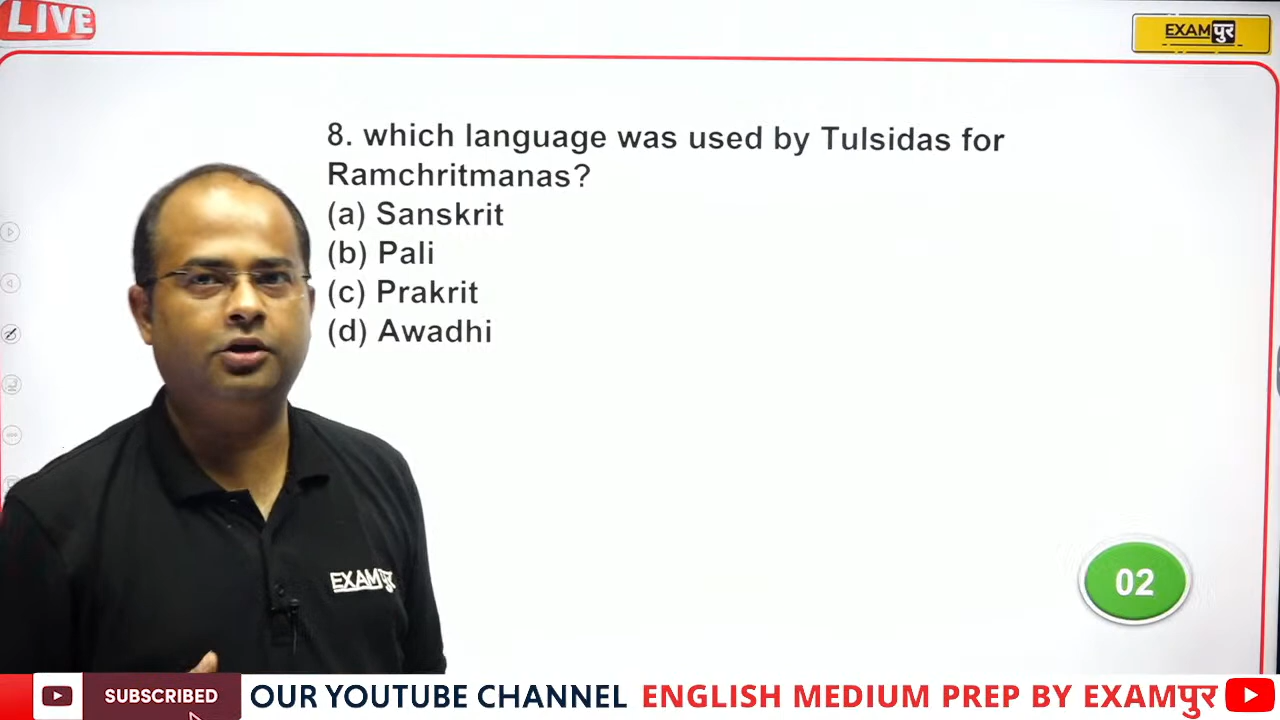 LIVE
EXAMपुर
8. which language was used by Tulsidas for
Ramchritmanas?
(a) Sanskrit
(b) Pali
(c) Prakrit
(d) Awadhi
EXAMपुर
02
SUBSCRIBED OUR YOUTUBE CHANNEL ENGLISH MEDIUM PREP BY EXAMपुर